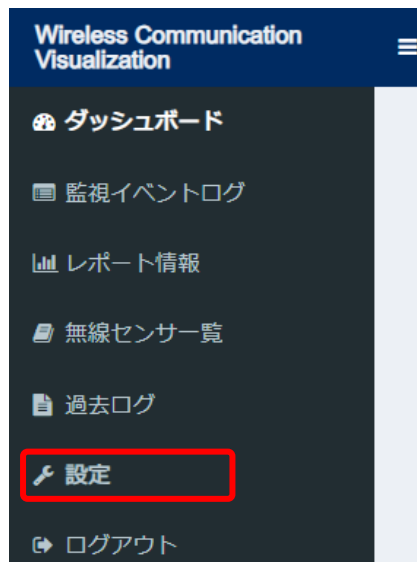 Wireless Communication
Visualization
ダッシュボード
監視イベントログ
レポート情報
無線センサ一覧
過去ログ
設定
ログアウト